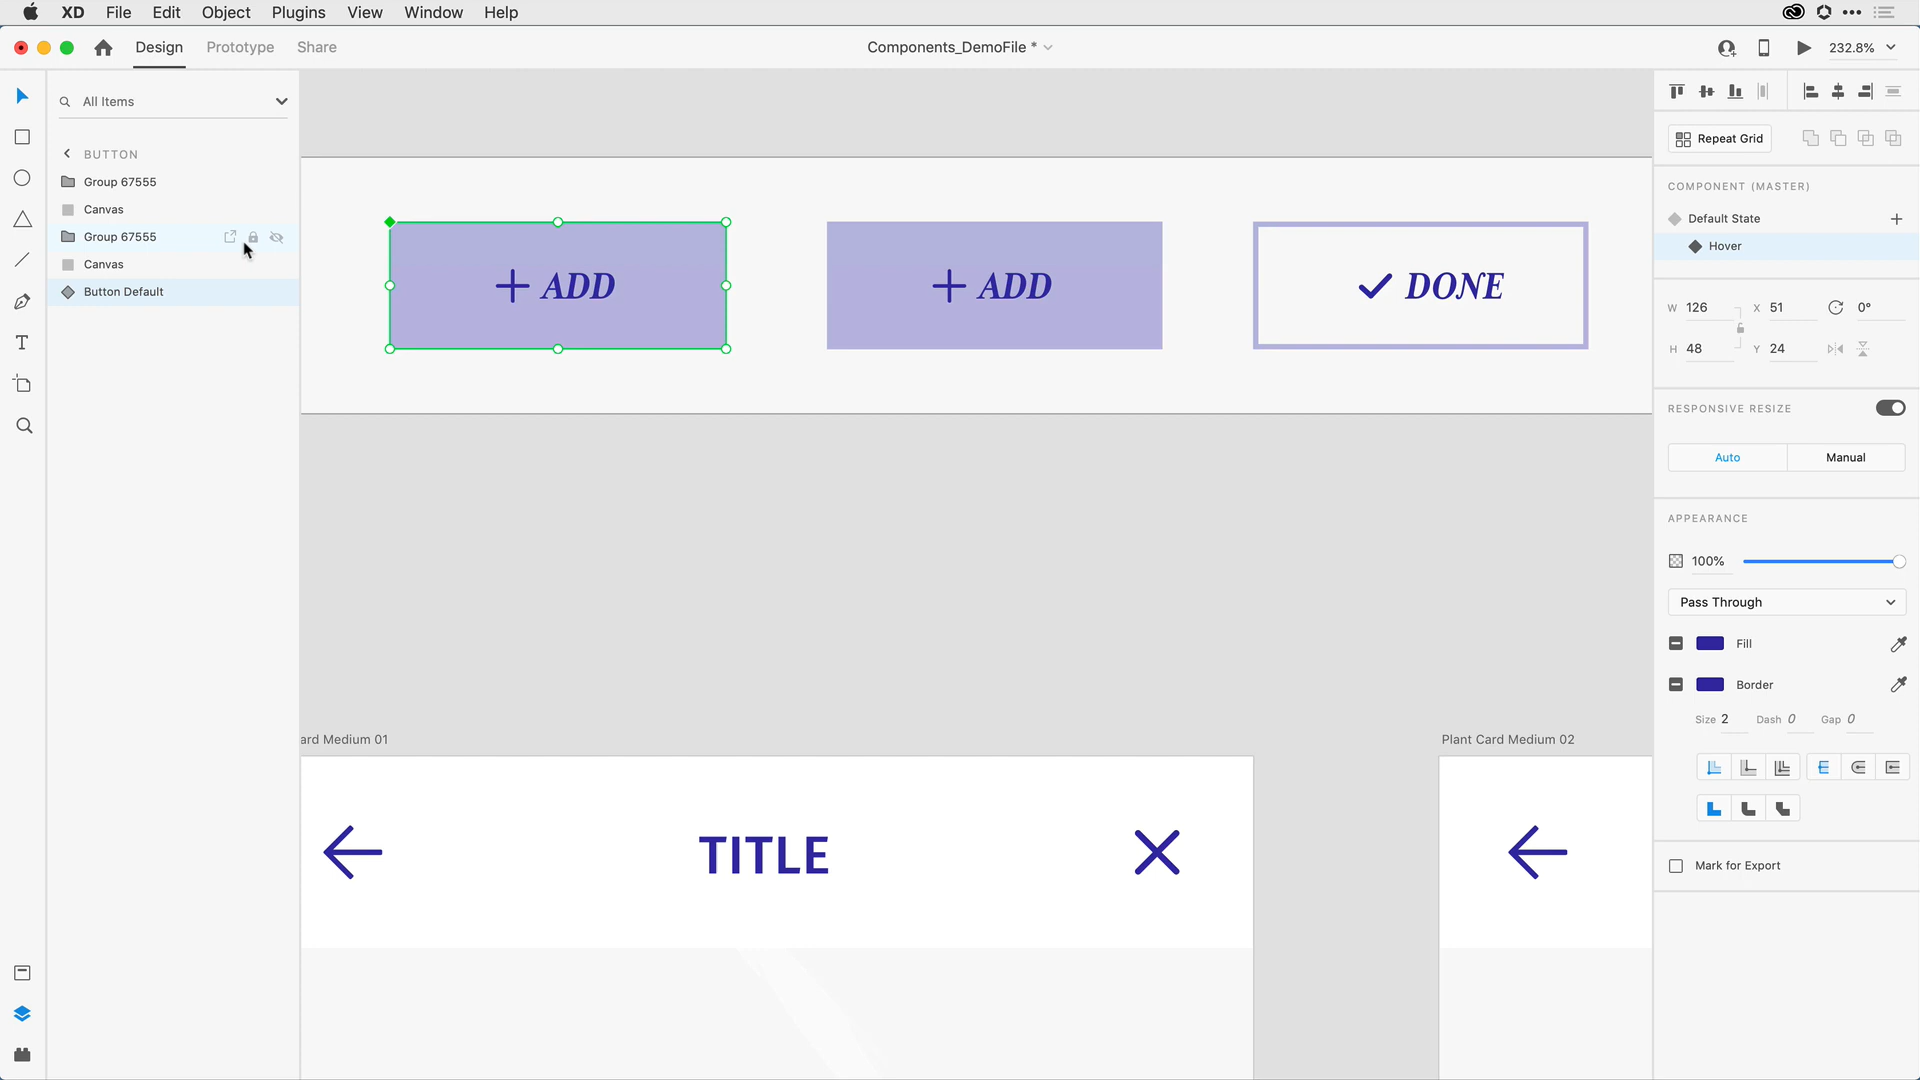 XD File Edit Object Plugins View Window Help
Design Prototype Share
Components_DemoFile *
232.8%
All Items
BUTTON
Group 67555
Canvas
Group 67555
Canvas
Button Default
T
ADD
ADD
DONE
ard Medium 01
Plant Card Medium 02
TITLE
Repeat Grid
COMPONENT (MASTER)
Default State
Hover
W 126 X 51 0°
H 48 Y 24
RESPONSIVE RESIZE
Auto Manual
APPEARANCE
100%
Pass Through
Fill
Border
Size 2 Dash 0 Gap 0
Mark for Export